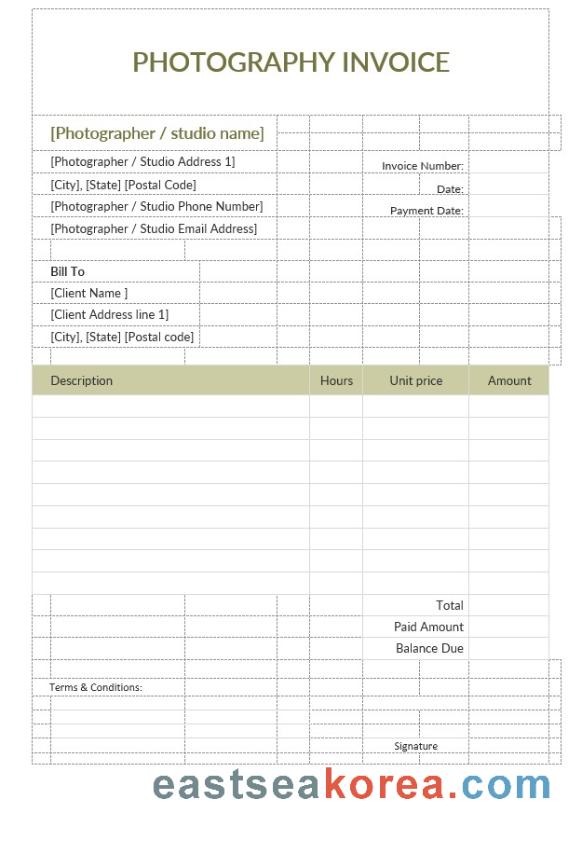 PHOTOGRAPHY INVOICE
[Photographer / studio name]
[Photographer / Studio Address 1]
Invoice Number:
[City], [State] [Postal Code]
Date:
[Photographer / Studio Phone Number]
Payment Date:
[Photographer / Studio Email Address]
Bill To
[Client Name ]
[Client Address line 1]
[City], [State] [Postal code]
Description Hours Unit price Amount
Total
Paid Amount
Balance Due
Terms & Conditions:
Signature
eastseakorea.com